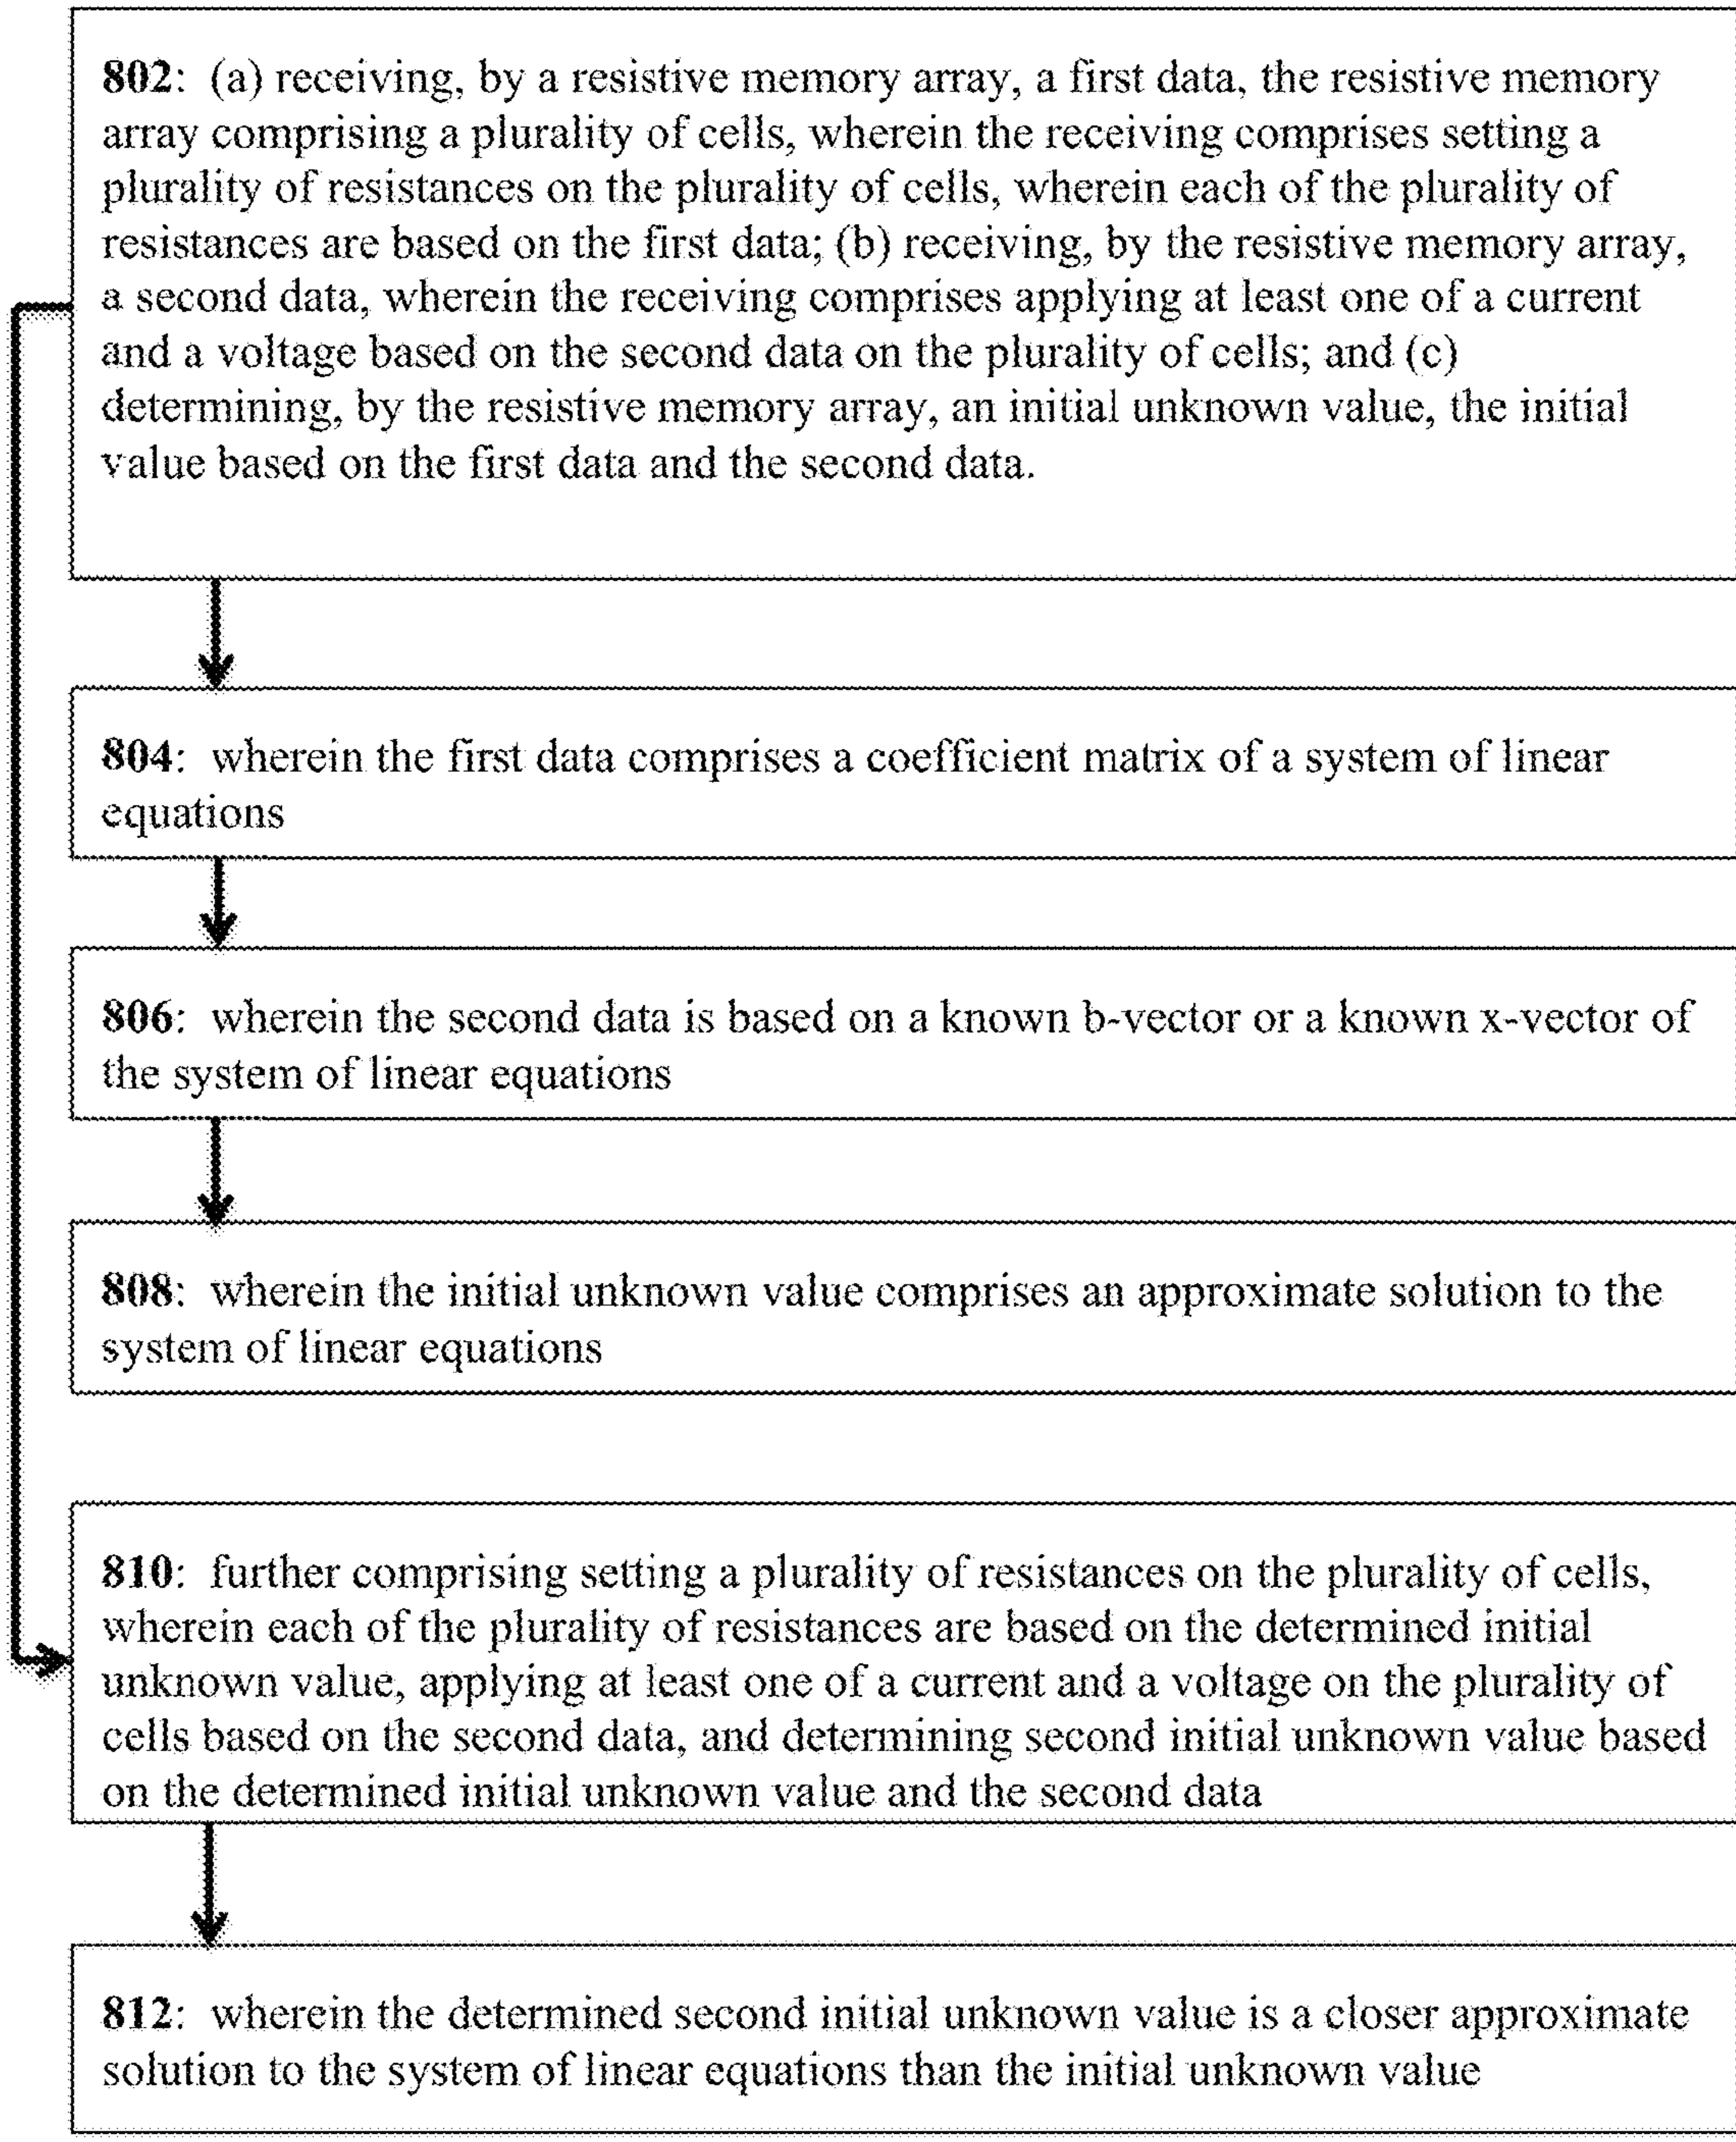 802: (a) receiving, by a resistive memory array, a first data, the resistive memory
array comprising a plurality of cells, wherein the receiving comprises setting a
plurality of resistances on the plurality of cells, wherein each of the plurality of
resistances are based on the first data; (b) receiving, by the resistive memory array,
a second data, wherein the receiving comprises applying at least one of a current
and a voltage based on the second data on the plurality of cells; and (c)
determining, by the resistive memory array, an initial unknown value, the initial
value based on the first data and the second data.
804: wherein the first data comprises a coefficient matrix of a system of linear
equations
806: wherein the second data is based on a known b-vector or a known x-vector of
the system of linear equations
808: wherein the initial unknown value comprises an approximate solution to the
system of linear equations
810: further comprising setting a plurality of resistances on the plurality of cells,
wherein each of the plurality of resistances are based on the determined initial
unknown value, applying at least one of a current and a voltage on the plurality of
cells based on the second data, and determining second initial unknown value based
on the determined initial unknown value and the second data
812: wherein the determined second initial unknown value is a closer approximate
solution to the system of linear equations than the initial unknown value